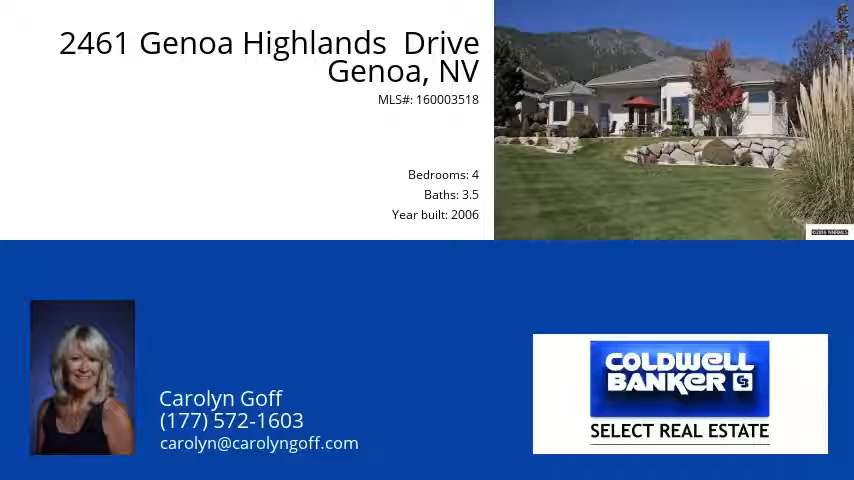 2461 Genoa Highlands Drive
Genoa, NV
MLS#: 160003518
Bedrooms: 4
Baths: 3.5
Year built: 2006
Carolyn Goff
(177) 572-1603
carolyn@carolyngoff.com
COLDWELL
BANKER CB
SELECT REAL ESTATE